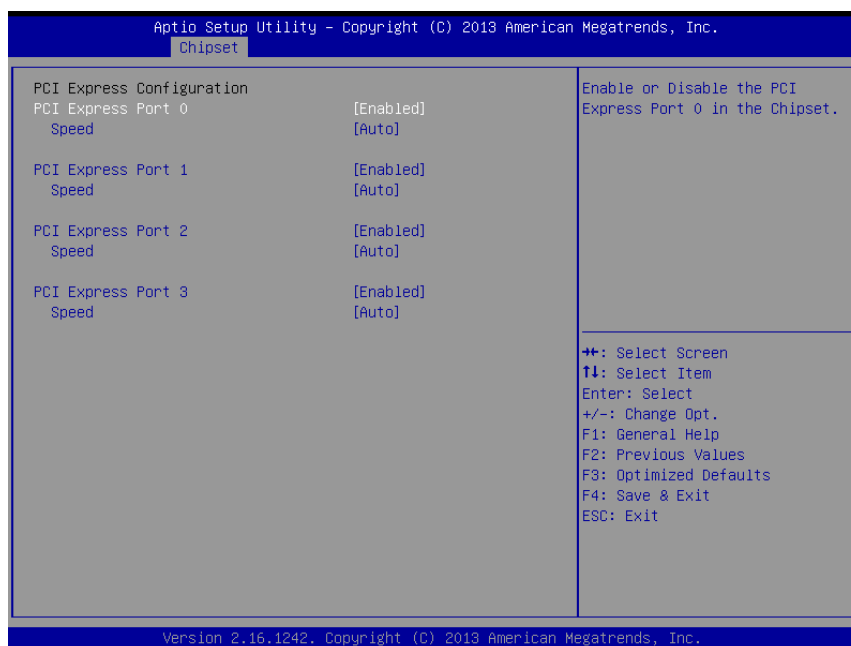 Aptio Setup Utility – Copyright (C) 2013 American Megatrends, Inc.
Chipset
PCI Express Configuration
PCI Express Port 0 [Enabled]
Speed [Auto]
PCI Express Port 1 [Enabled]
Speed [Auto]
PCI Express Port 2 [Enabled]
Speed [Auto]
PCI Express Port 3 [Enabled]
Speed [Auto]
Enable or Disable the PCI
Express Port 0 in the Chipset.
→←: Select Screen
↑↓: Select Item
Enter: Select
+/-: Change Opt.
F1: General Help
F2: Previous Values
F3: Optimized Defaults
F4: Save & Exit
ESC: Exit
Version 2.16.1242. Copyright (C) 2013 American Megatrends, Inc.